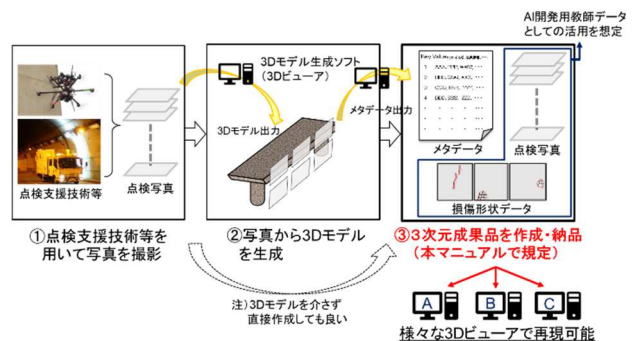 AI開発用教師データ
としての活用を想定
3Dモデル生成ソフト
(3Dビューア)
メタデータ出力
3Dモデル出力
点検写真
点検支援技術等
メタデータ
点検写真
損傷形状データ
①点検支援技術等を
用いて写真を撮影
②写真から3Dモデル
を生成
③3次元成果品を作成・納品
(本マニュアルで規定)
注)3Dモデルを介さず
直接作成しても良い
A B C
様々な3Dビューアで再現可能